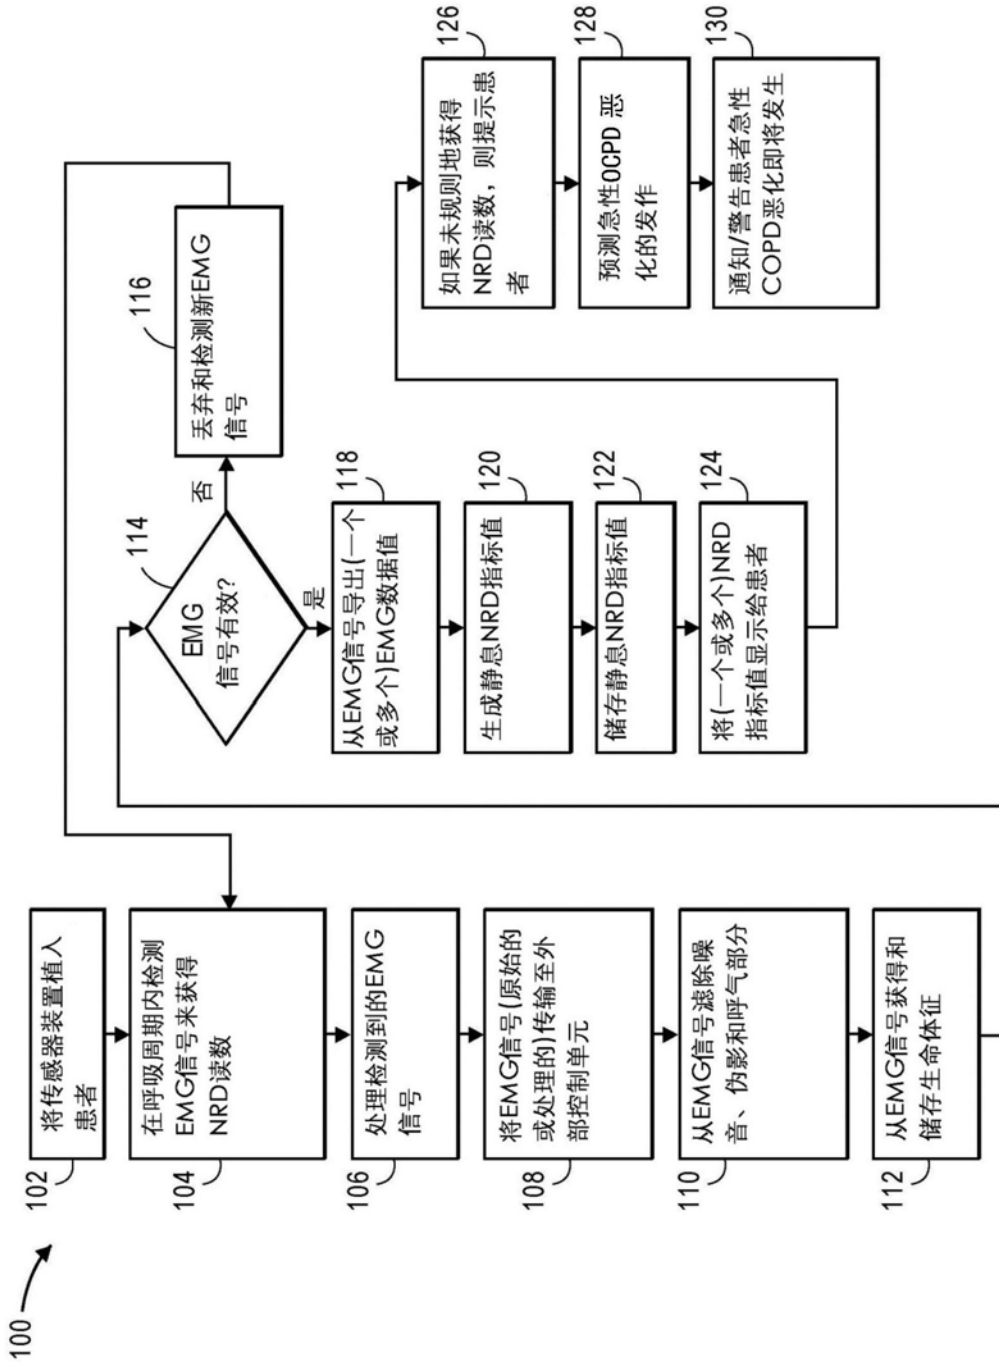 100
102
将传感器装置植入
患者
104
在呼吸周期内检测
EMG信号来获得
NRD读数
106
处理检测到的EMG
信号
108
将EMG信号(原始的
或处理的)传输至外
部控制单元
110
从EMG信号滤除噪
音、伪影和呼气部分
112
从EMG信号获得和
储存生命体征
114
EMG
信号有效?
否
116
丢弃和检测新EMG
信号
是
118
从EMG信号导出(一个
或多个)EMG数据值
120
生成静息NRD指标值
122
储存静息NRD指标值
124
将(一个或多个)NRD
指标值显示给患者
126
如果未规则地获得
NRD读数，则提示患
者
128
预测急性OCPD 恶
化的发作
130
通知/警告患者急性
COPD恶化即将发生